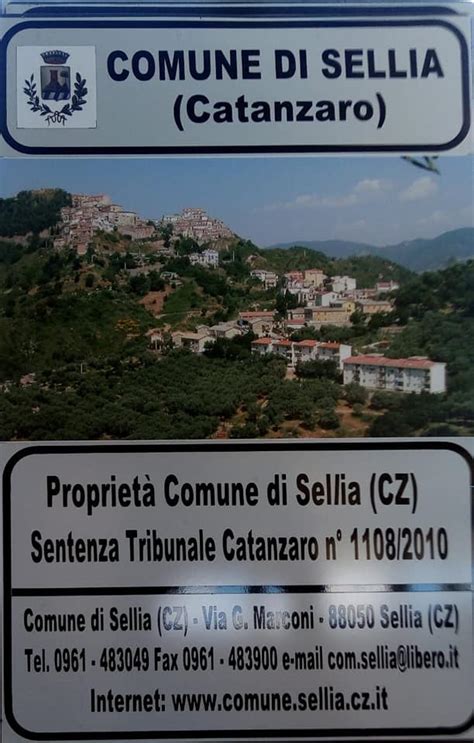 COMUNE DI SELLIA
(Catanzaro)
Proprietà Comune di Sellia (CZ)
Sentenza Tribunale Catanzaro n° 1108/2010
Comune di Sellia (CZ) - Via G. Marconi - 88050 Sellia (CZ)
Tel. 0961 - 483049 Fax 0961 - 483900 e-mail com.sellia@libero.it
Internet: www.comune.sellia.cz.it